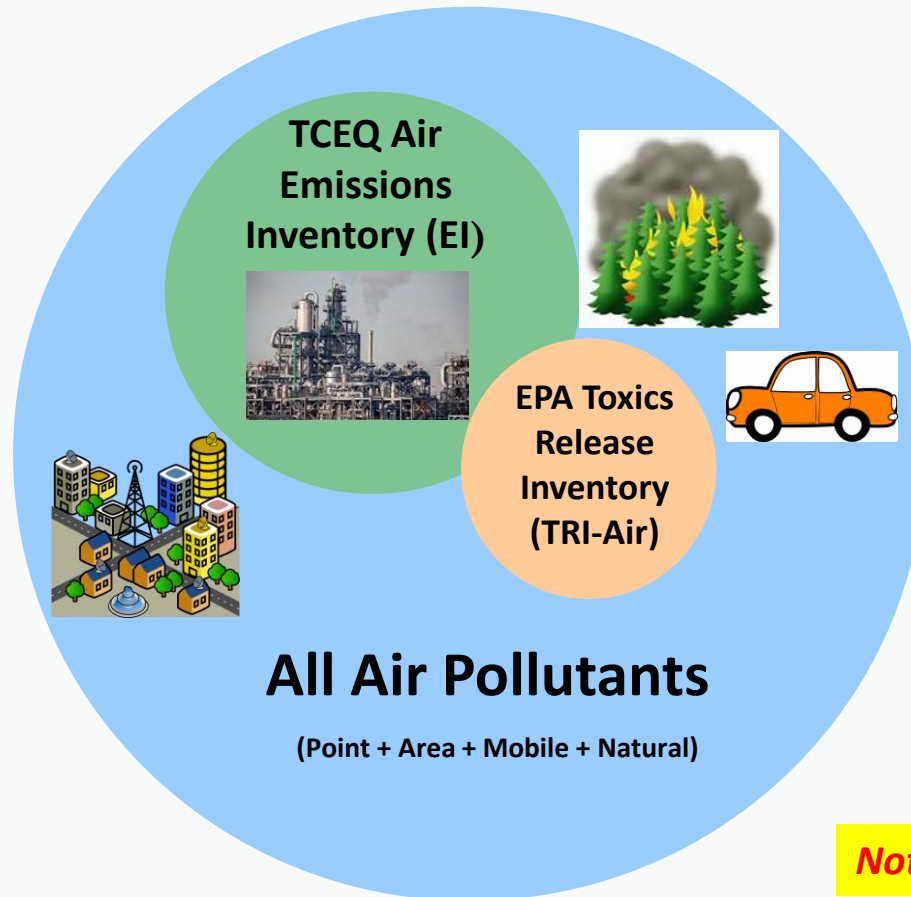 TCEQ Air
Emissions
Inventory (EI)
EPA Toxics
Release
Inventory
(TRI-Air)
All Air Pollutants
(Point + Area + Mobile + Natural)